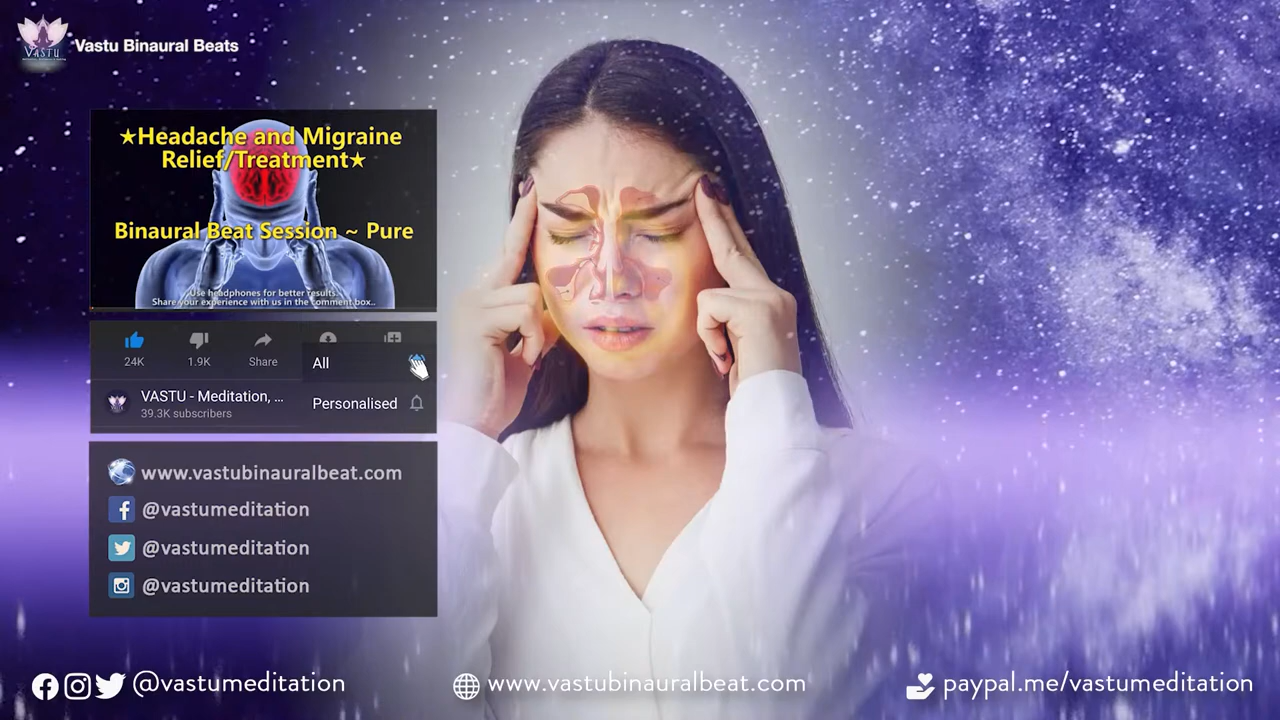 VASTU
Vastu Binaural Beats
★Headache and Migraine
Relief/Treatment★
Binaural Beat Session ~ Pure
Use headphones for better results..
Share your experience with us in the comment box..
24K
1.9K
Share
All
VASTU - Meditation, ...
39.3K subscribers
Personalised
www.vastubinauralbeat.com
@vastumeditation
@vastumeditation
@vastumeditation
@vastumeditation
www.vastubinauralbeat.com
paypal.me/vastumeditation